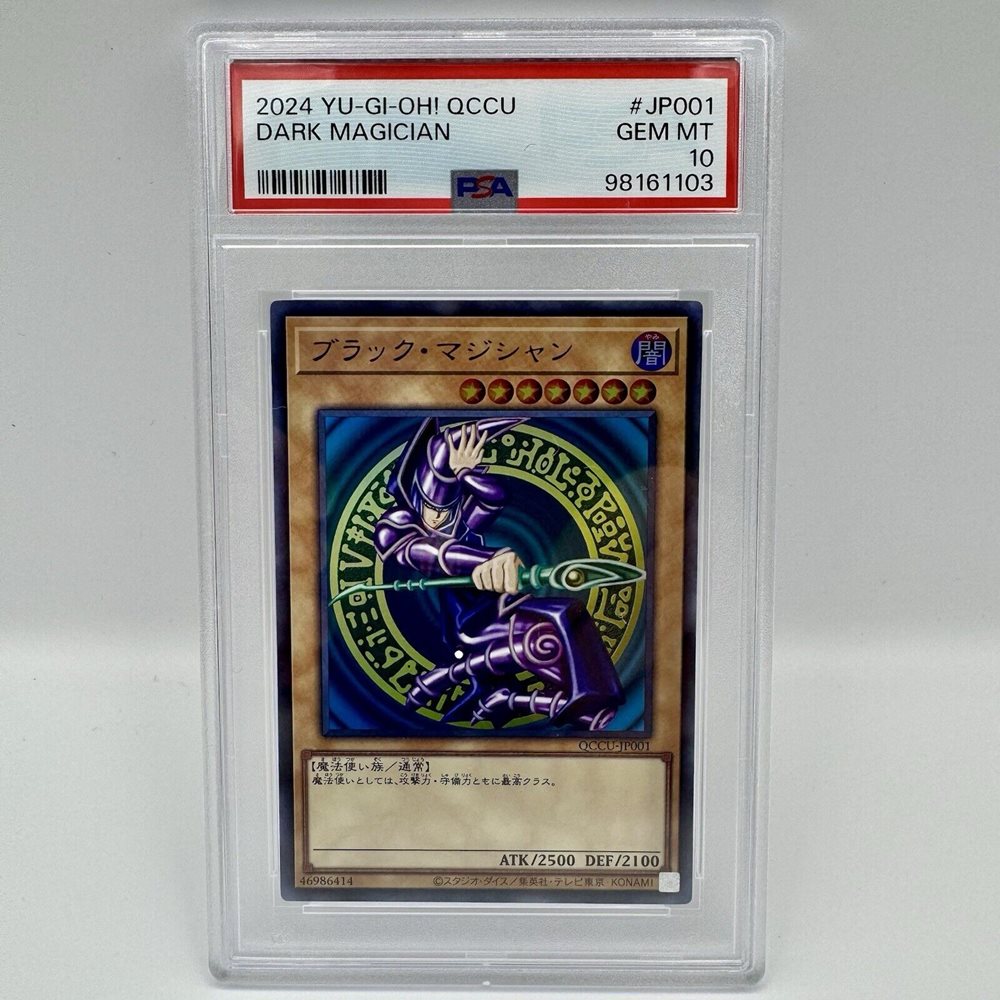 2024 YU-GI-OH! QCCU #JP001
DARK MAGICIAN GEM MT
10
PSA 98161103
ブラック・マジシャン 闇
QCCU-JP001
【魔法使い族／通常】
魔法使いとしては、攻撃力・守備力ともに最高クラス。
ATK/2500 DEF/2100
46986414 ©スタジオ・ダイス／集英社・テレビ東京 KONAMI